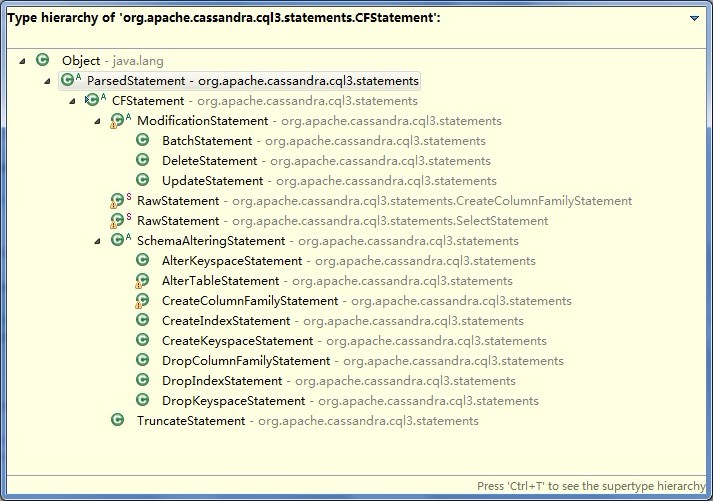 Type hierarchy of 'org.apache.cassandra.cql3.statements.CFStatement':
Object - java.lang
ParsedStatement - org.apache.cassandra.cql3.statements
CFStatement - org.apache.cassandra.cql3.statements
ModificationStatement - org.apache.cassandra.cql3.statements
BatchStatement - org.apache.cassandra.cql3.statements
DeleteStatement - org.apache.cassandra.cql3.statements
UpdateStatement - org.apache.cassandra.cql3.statements
RawStatement - org.apache.cassandra.cql3.statements.CreateColumnFamilyStatement
RawStatement - org.apache.cassandra.cql3.statements.SelectStatement
SchemaAlteringStatement - org.apache.cassandra.cql3.statements
AlterKeyspaceStatement - org.apache.cassandra.cql3.statements
AlterTableStatement - org.apache.cassandra.cql3.statements
CreateColumnFamilyStatement - org.apache.cassandra.cql3.statements
CreateIndexStatement - org.apache.cassandra.cql3.statements
CreateKeyspaceStatement - org.apache.cassandra.cql3.statements
DropColumnFamilyStatement - org.apache.cassandra.cql3.statements
DropIndexStatement - org.apache.cassandra.cql3.statements
DropKeyspaceStatement - org.apache.cassandra.cql3.statements
TruncateStatement - org.apache.cassandra.cql3.statements
Press 'Ctrl+T' to see the supertype hierarchy